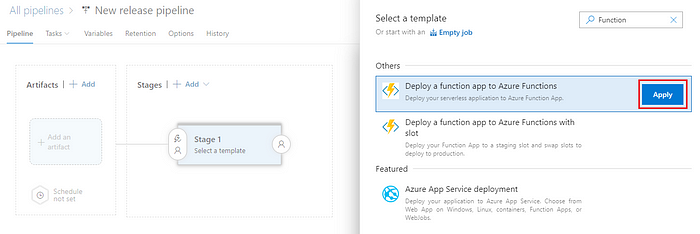 All pipelines > New release pipeline
Pipeline Tasks Variables Retention Options History
Artifacts | + Add
Stages | + Add
+ Add an
artifact
Schedule
not set
Stage 1
Select a template
Select a template
Or start with an Empty job
Function
Others
Deploy a function app to Azure Functions
Deploy your serverless application to Azure Function App.
Apply
Deploy a function app to Azure Functions with
slot
Deploy your Function App to a staging slot and swap slots to
deploy to production.
Featured
Azure App Service deployment
Deploy your application to Azure App Service. Choose from
Web App on Windows, Linux, containers, Function Apps, or
WebJobs.